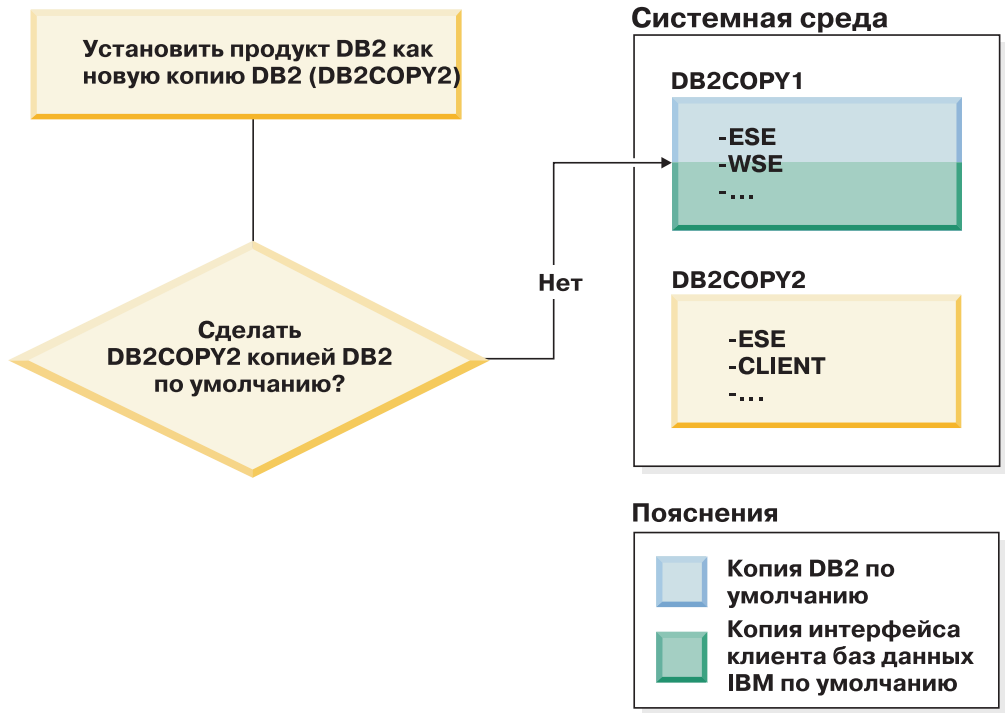 Установить продукт DB2 как
новую копию DB2 (DB2COPY2)
Сделать
DB2COPY2 копией DB2
по умолчанию?
Нет
Системная среда
DB2COPY1
-ESE
-WSE
-...
DB2COPY2
-ESE
-CLIENT
-...
Пояснения
Копия DB2 по
умолчанию
Копия интерфейса
клиента баз данных
IBM по умолчанию